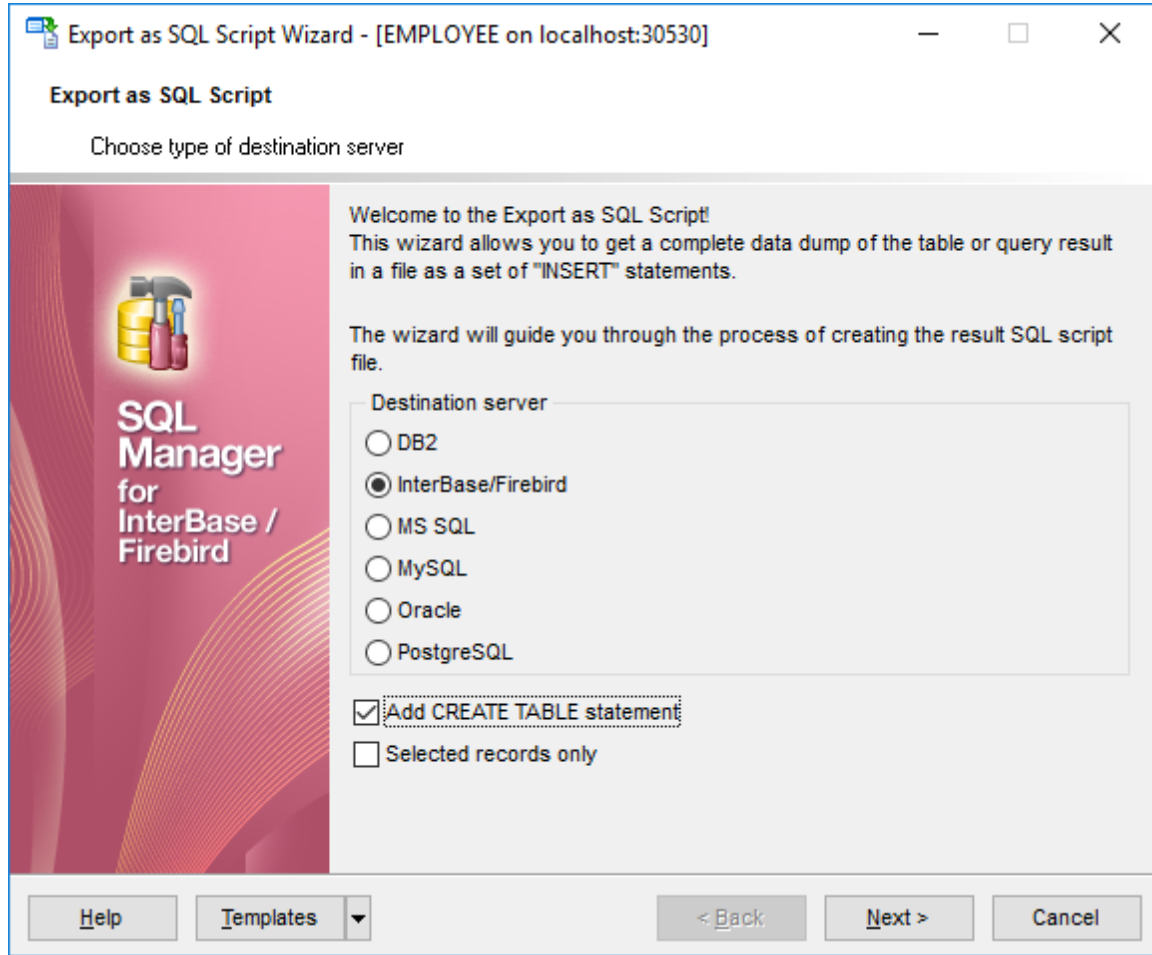 Export as SQL Script Wizard - [EMPLOYEE on localhost:30530]
Export as SQL Script
Choose type of destination server
SQL
Manager
for
InterBase /
Firebird
Welcome to the Export as SQL Script!
This wizard allows you to get a complete data dump of the table or query result
in a file as a set of "INSERT" statements.
The wizard will guide you through the process of creating the result SQL script
file.
Destination server
DB2
InterBase/Firebird
MS SQL
MySQL
Oracle
PostgreSQL
Add CREATE TABLE statement
Selected records only
Help
Templates
< Back
Next >
Cancel